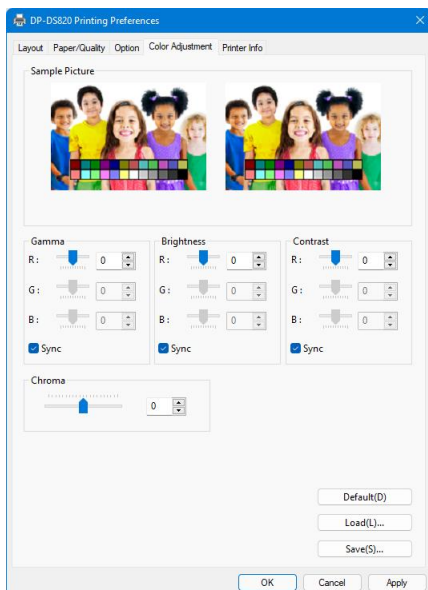 DP-DS820 Printing Preferences
Layout Paper/Quality Option Color Adjustment Printer Info
Sample Picture
Gamma Brightness Contrast
R : 0 R : 0 R : 0
G : 0 G : 0 G : 0
B : 0 B : 0 B : 0
Sync Sync Sync
Chroma
0
Default(D)
Load(L)...
Save(S)...
OK Cancel Apply